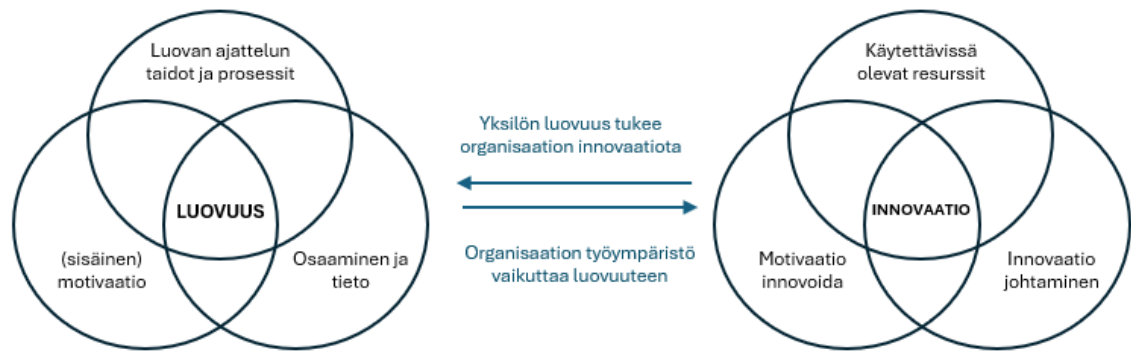 Luovan ajattelun
taidot ja prosessit
LUOVUUS
(sisäinen)
motivaatio
Osaaminen ja
tieto
Yksilön luovuus tukee
organisaation innovaatiota
Organisaation työympäristö
vaikuttaa luovuuteen
Käytettävissä
olevat resurssit
INNOVAATIO
Motivaatio
innovoida
Innovaatio
johtaminen